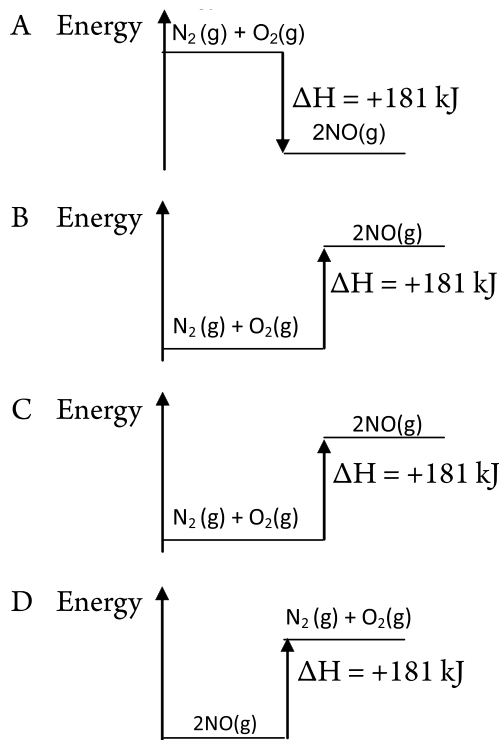 A Energy N₂ (g) + O₂(g)
ΔH = +181 kJ
2NO(g)
B Energy
2NO(g)
ΔH = +181 kJ
N₂ (g) + O₂(g)
C Energy
2NO(g)
ΔH = +181 kJ
N₂ (g) + O₂(g)
D Energy
N₂ (g) + O₂(g)
ΔH = +181 kJ
2NO(g)